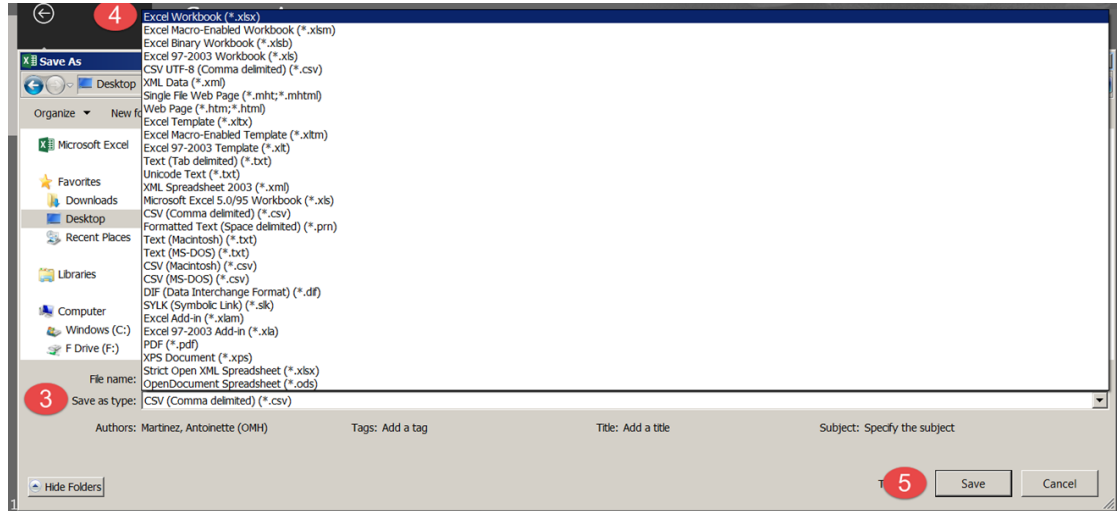 4
Excel Workbook (*.xlsx)
Excel Macro-Enabled Workbook (*.xlsm)
Excel Binary Workbook (*.xlsb)
Excel 97-2003 Workbook (*.xls)
CSV UTF-8 (Comma delimited) (*.csv)
XML Data (*.xml)
Single File Web Page (*.mht;*.mhtml)
Web Page (*.htm;*.html)
Excel Template (*.xltx)
Excel Macro-Enabled Template (*.xltm)
Excel 97-2003 Template (*.xlt)
Text (Tab delimited) (*.txt)
Unicode Text (*.txt)
XML Spreadsheet 2003 (*.xml)
Microsoft Excel 5.0/95 Workbook (*.xls)
CSV (Comma delimited) (*.csv)
Formatted Text (Space delimited) (*.prn)
Text (Macintosh) (*.txt)
Text (MS-DOS) (*.txt)
CSV (Macintosh) (*.csv)
CSV (MS-DOS) (*.csv)
DIF (Data Interchange Format) (*.dif)
SYLK (Symbolic Link) (*.slk)
Excel Add-in (*.xlam)
Excel 97-2003 Add-in (*.xla)
PDF (*.pdf)
XPS Document (*.xps)
Strict Open XML Spreadsheet (*.xlsx)
OpenDocument Spreadsheet (*.ods)
Save As
Desktop
Organize New fo
Microsoft Excel
Favorites
Downloads
Desktop
Recent Places
Libraries
Computer
Windows (C:)
F Drive (F:)
File name:
3 Save as type: CSV (Comma delimited) (*.csv)
Authors: Martinez, Antoinette (OMH) Tags: Add a tag Title: Add a title Subject: Specify the subject
Hide Folders T 5 Save Cancel
1